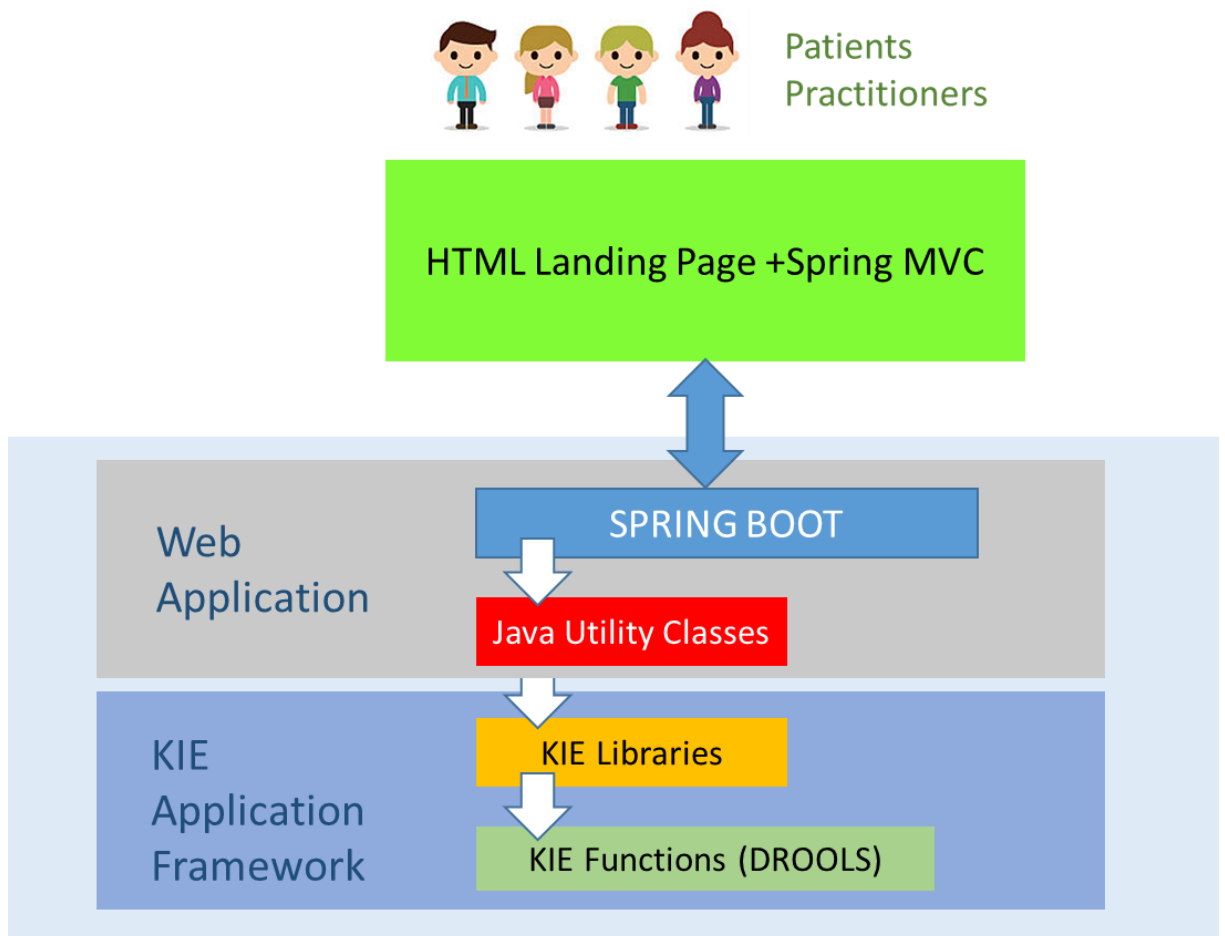 Patients
Practitioners
HTML Landing Page +Spring MVC
SPRING BOOT
Web
Application
Java Utility Classes
KIE
Application
Framework
KIE Libraries
KIE Functions (DROOLS)